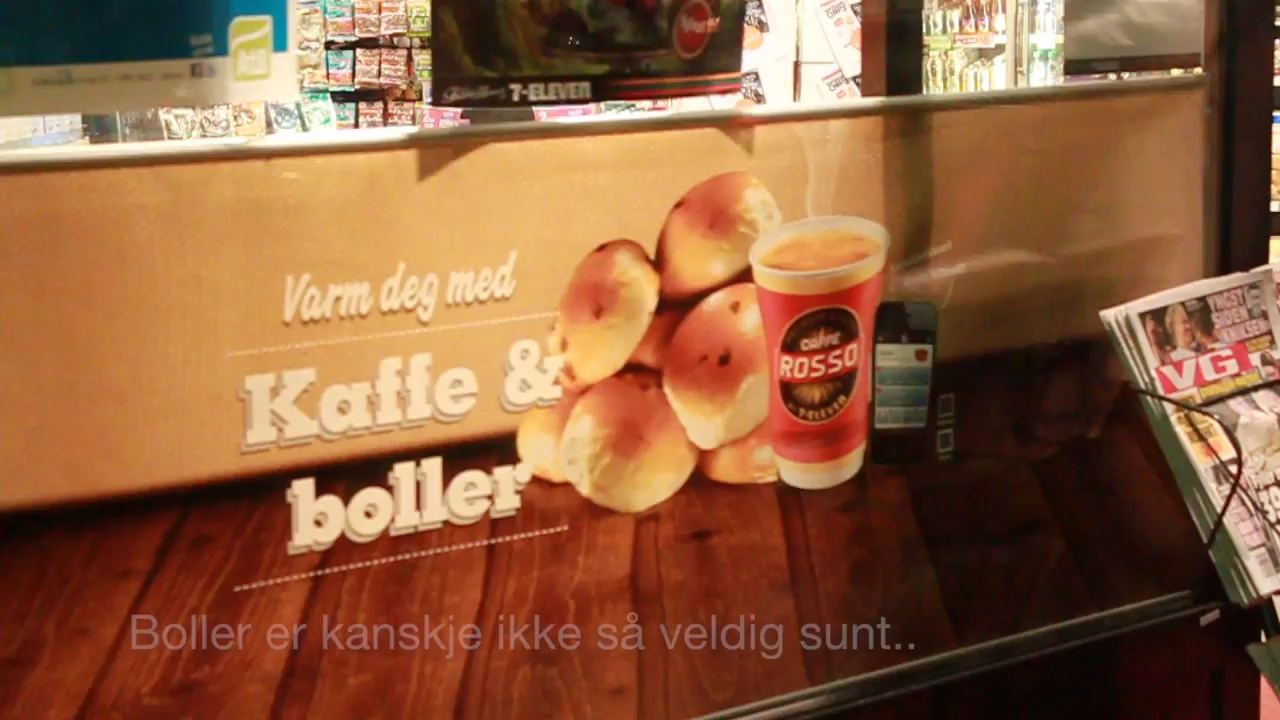 7-ELEVEN
Varm deg med
Kaffe &
boller
caffe
ROSSO
7-ELEVEN
VG
Boller er kanskje ikke så veldig sunt..